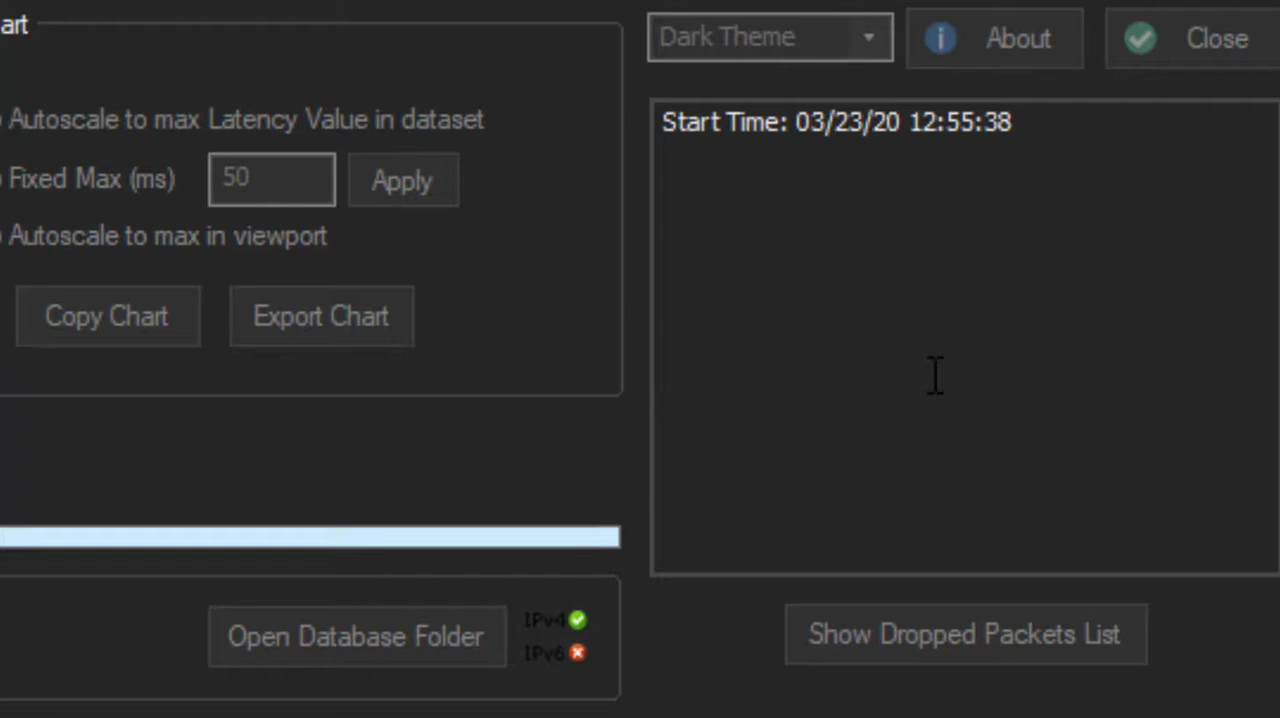 art
Autoscale to max Latency Value in dataset
Fixed Max (ms) 50 Apply
Autoscale to max in viewport
Copy Chart Export Chart
Open Database Folder
IPv4
IPv6
Dark Theme About Close
Start Time: 03/23/20 12:55:38
Show Dropped Packets List